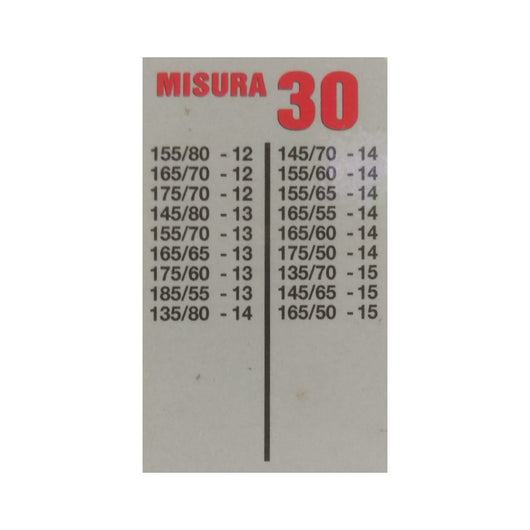 MISURA 30
155/80 - 12
165/70 - 12
175/70 - 12
145/80 - 13
155/70 - 13
165/65 - 13
175/60 - 13
185/55 - 13
135/80 - 14
145/70 - 14
155/60 - 14
155/65 - 14
165/55 - 14
165/60 - 14
175/50 - 14
135/70 - 15
145/65 - 15
165/50 - 15